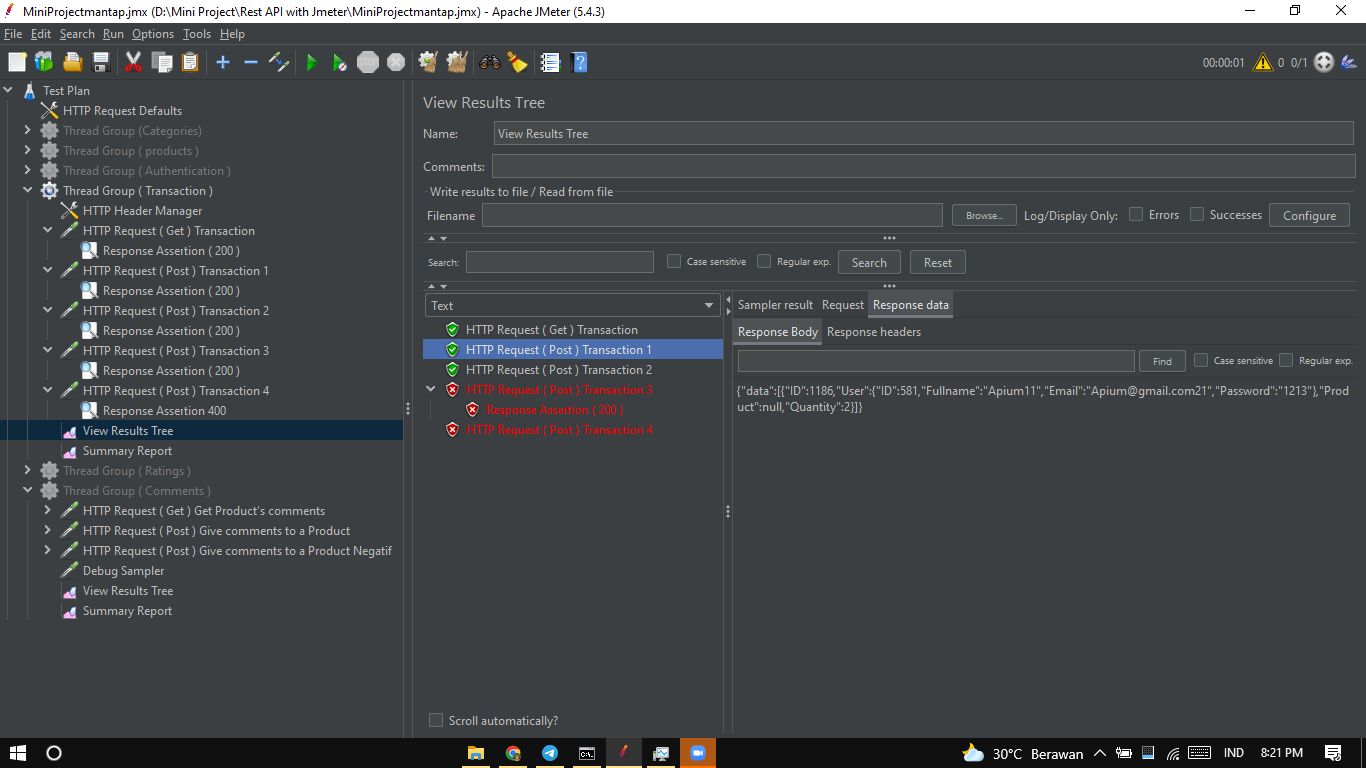 MiniProjectmantap.jmx (D:\Mini Project\Rest API with Jmeter\MiniProjectmantap.jmx) - Apache JMeter (5.4.3)
File Edit Search Run Options Tools Help
STOP
00:00:01 0 0/1
Test Plan
HTTP Request Defaults
Thread Group (Categories)
Thread Group ( products )
Thread Group ( Authentication )
Thread Group ( Transaction )
HTTP Header Manager
HTTP Request ( Get ) Transaction
Response Assertion ( 200 )
HTTP Request ( Post ) Transaction 1
Response Assertion ( 200 )
HTTP Request ( Post ) Transaction 2
Response Assertion ( 200 )
HTTP Request ( Post ) Transaction 3
Response Assertion ( 200 )
HTTP Request ( Post ) Transaction 4
Response Assertion 400
View Results Tree
Summary Report
Thread Group ( Ratings )
Thread Group ( Comments )
HTTP Request ( Get ) Get Product's comments
HTTP Request ( Post ) Give comments to a Product
HTTP Request ( Post ) Give comments to a Product Negatif
Debug Sampler
View Results Tree
Summary Report
View Results Tree
Name: View Results Tree
Comments:
Write results to file / Read from file
Filename Browse... Log/Display Only: Errors Successes Configure
Search: Case sensitive Regular exp. Search Reset
Text
HTTP Request ( Get ) Transaction
HTTP Request ( Post ) Transaction 1
HTTP Request ( Post ) Transaction 2
HTTP Request ( Post ) Transaction 3
Response Assertion ( 200 )
HTTP Request ( Post ) Transaction 4
Scroll automatically?
Sampler result Request Response data
Response Body Response headers
Find Case sensitive Regular exp.
{"data":[{"ID":1186,"User":{"ID":581,"Fullname":"Apium11","Email":"Apium@gmail.com21","Password":"1213"},"Prod
uct":null,"Quantity":2}]}
30°C Berawan IND 8:21 PM